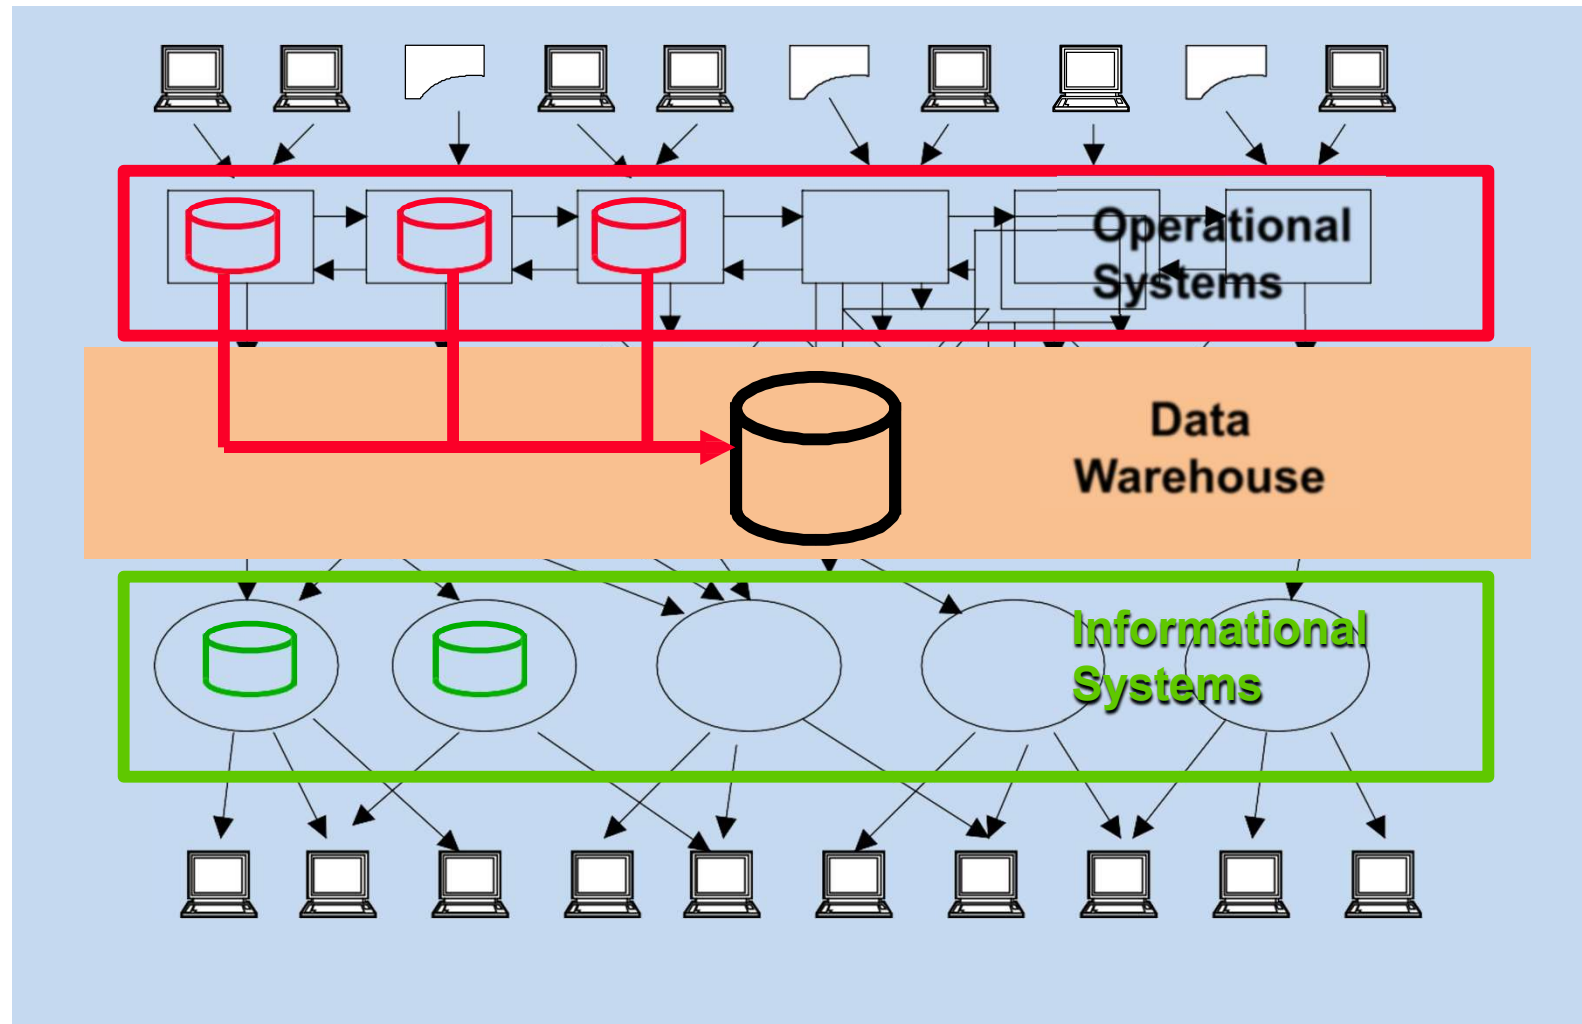 Operational
Systems
Data
Warehouse
Informational
Systems